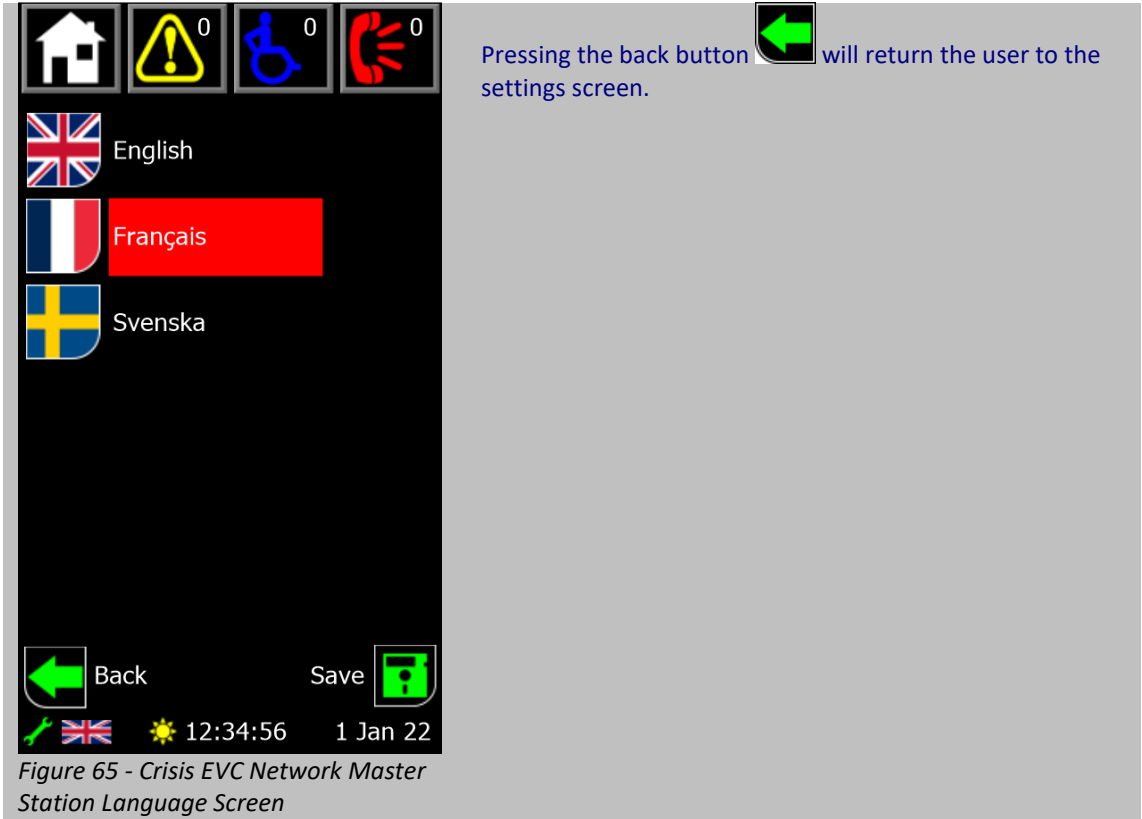 0 0 0
English
Français
Svenska
Back Save
12:34:56 1 Jan 22
Figure 65 - Crisis EVC Network Master
Station Language Screen
Pressing the back button will return the user to the
settings screen.